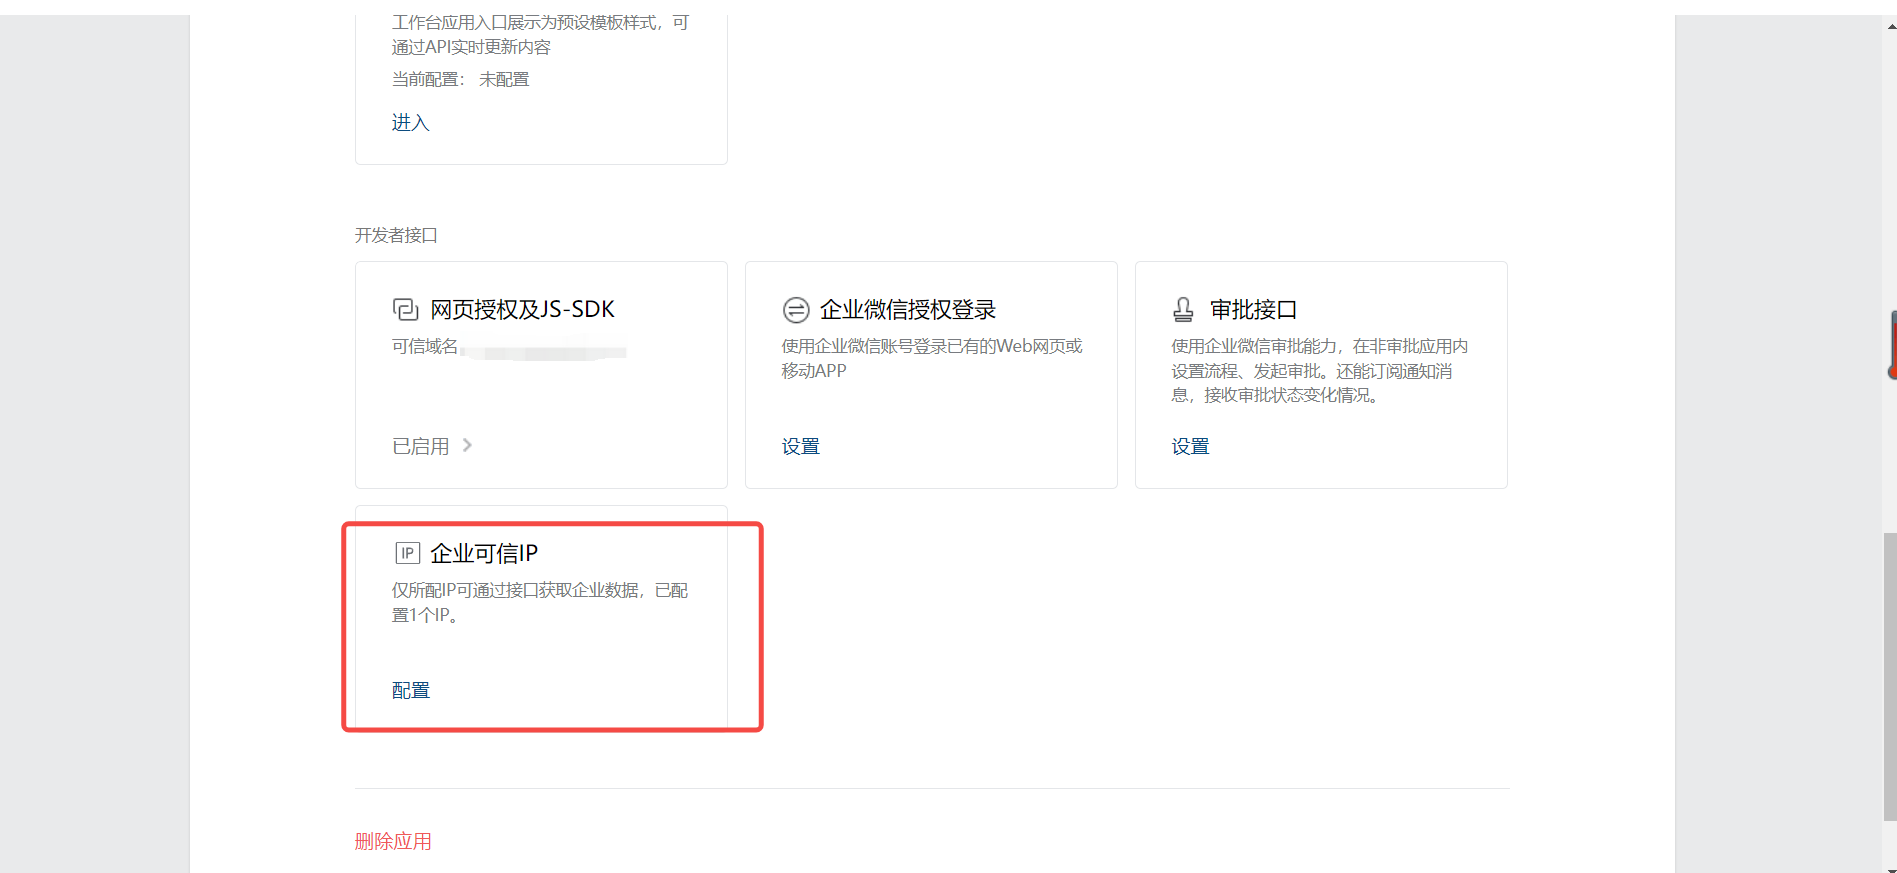 工作台应用入口展示为预设模板样式，可
通过API实时更新内容
当前配置： 未配置
进入
开发者接口
网页授权及JS-SDK
可信域名
已启用
企业微信授权登录
使用企业微信账号登录已有的Web网页或
移动APP
设置
审批接口
使用企业微信审批能力，在非审批应用内
设置流程、发起审批。还能订阅通知消
息，接收审批状态变化情况。
设置
IP 企业可信IP
仅所配IP可通过接口获取企业数据，已配
置1个IP。
配置
删除应用